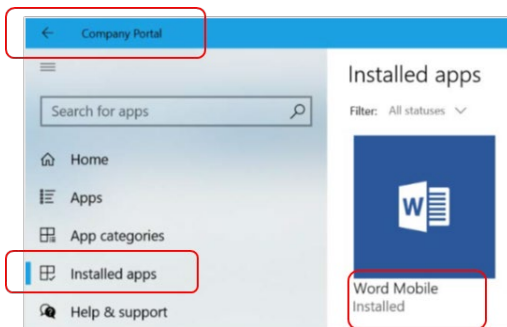 Company Portal
Search for apps
Home
Apps
App categories
Installed apps
Help & support
Installed apps
Filter: All statuses
W
Word Mobile
Installed